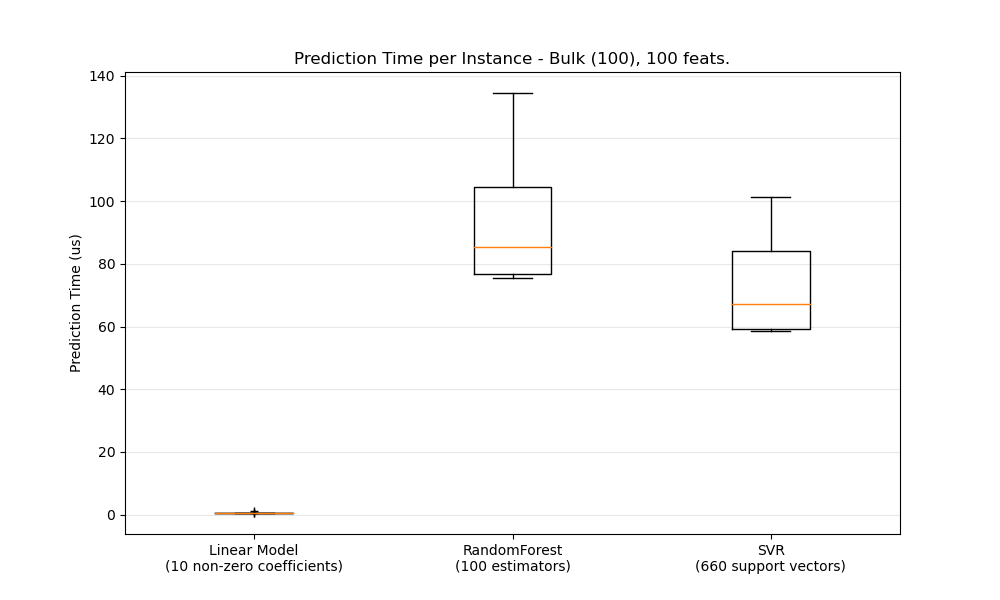 Prediction Time per Instance - Bulk (100), 100 feats.
140
120
100
80
60
40
20
0
Prediction Time (us)
Linear Model
(10 non-zero coefficients)
RandomForest
(100 estimators)
SVR
(660 support vectors)